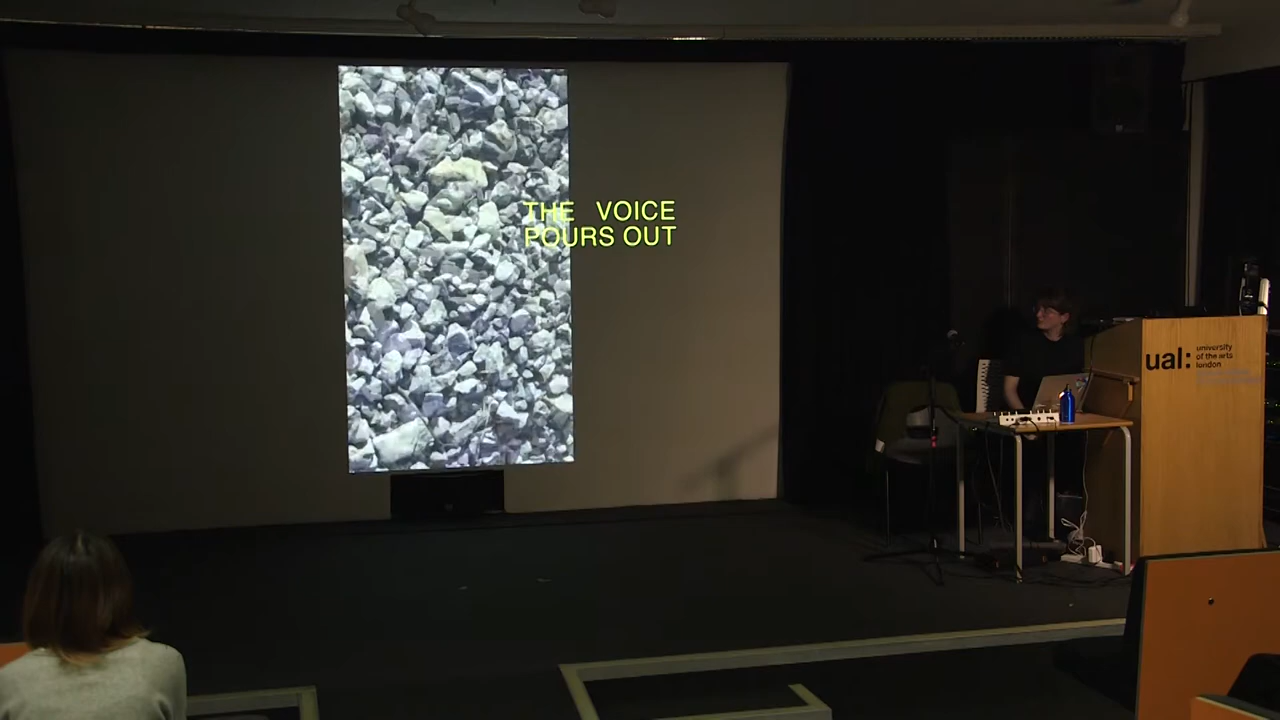 THE VOICE
POURS OUT
ual:
university
of the arts
london